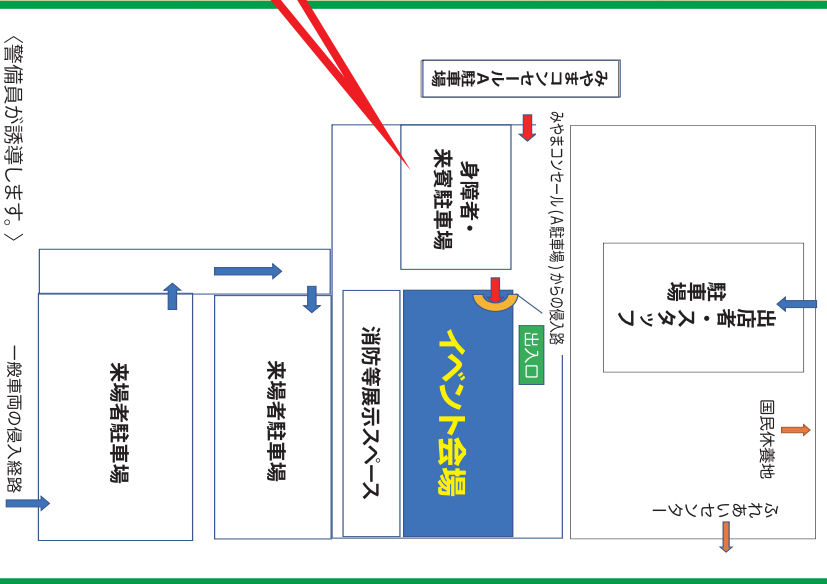 みやまコンセールA駐車場
みやまコンセール(A駐車場)からの侵入路
身障者・
来賓駐車場
出店者・スタッフ
駐車場
出入口
イベント会場
消防等展示スペース
来場者駐車場
来場者駐車場
国民休養地
ふれあいセンター
〈警備員が誘導します。〉
一般車両の侵入経路